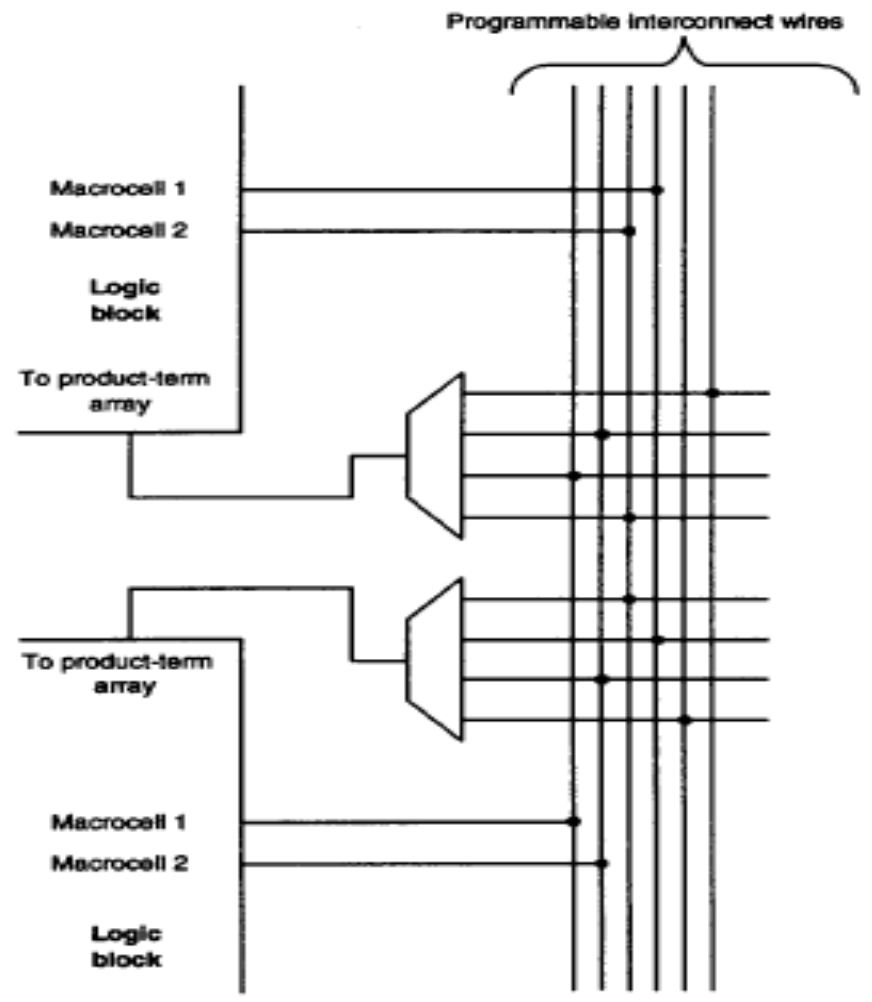 Programmable interconnect wires
Macrocell 1
Macrocell 2
Logic
block
To product-term
array
To product-term
array
Macrocell 1
Macrocell 2
Logic
block